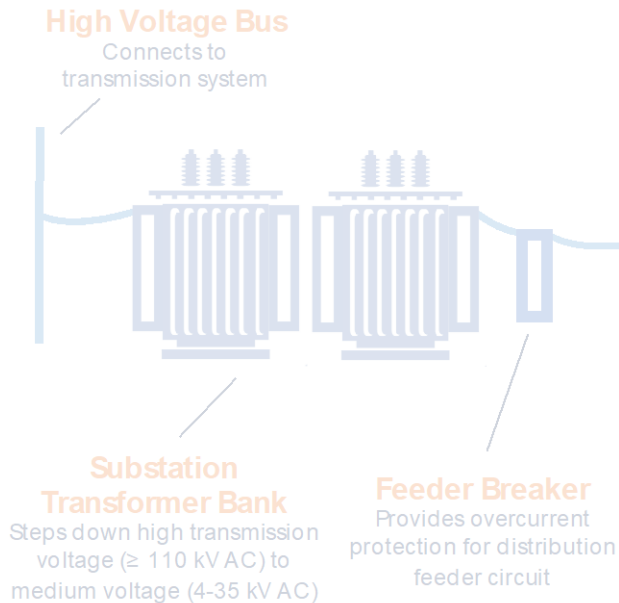 High Voltage Bus
Connects to
transmission system
Substation
Transformer Bank
Steps down high transmission
voltage (≥ 110 kV AC) to
medium voltage (4-35 kV AC)
Feeder Breaker
Provides overcurrent
protection for distribution
feeder circuit